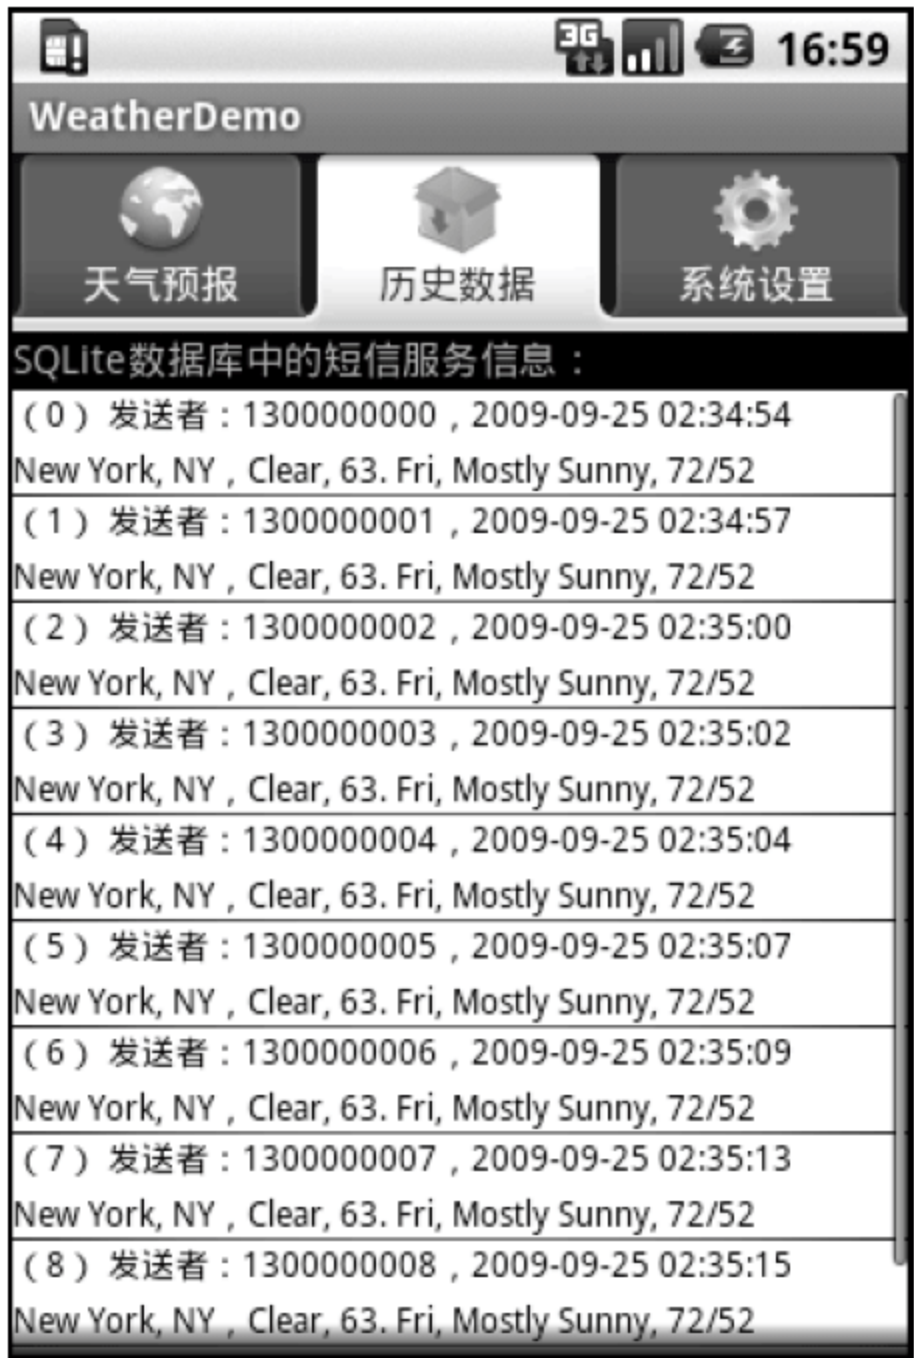 3G 16:59
WeatherDemo
天气预报 历史数据 系统设置
SQLite数据库中的短信服务信息：
（0）发送者：1300000000，2009-09-25 02:34:54
New York, NY，Clear, 63. Fri, Mostly Sunny, 72/52
（1）发送者：1300000001，2009-09-25 02:34:57
New York, NY，Clear, 63. Fri, Mostly Sunny, 72/52
（2）发送者：1300000002，2009-09-25 02:35:00
New York, NY，Clear, 63. Fri, Mostly Sunny, 72/52
（3）发送者：1300000003，2009-09-25 02:35:02
New York, NY，Clear, 63. Fri, Mostly Sunny, 72/52
（4）发送者：1300000004，2009-09-25 02:35:04
New York, NY，Clear, 63. Fri, Mostly Sunny, 72/52
（5）发送者：1300000005，2009-09-25 02:35:07
New York, NY，Clear, 63. Fri, Mostly Sunny, 72/52
（6）发送者：1300000006，2009-09-25 02:35:09
New York, NY，Clear, 63. Fri, Mostly Sunny, 72/52
（7）发送者：1300000007，2009-09-25 02:35:13
New York, NY，Clear, 63. Fri, Mostly Sunny, 72/52
（8）发送者：1300000008，2009-09-25 02:35:15
New York, NY，Clear, 63. Fri, Mostly Sunny, 72/52